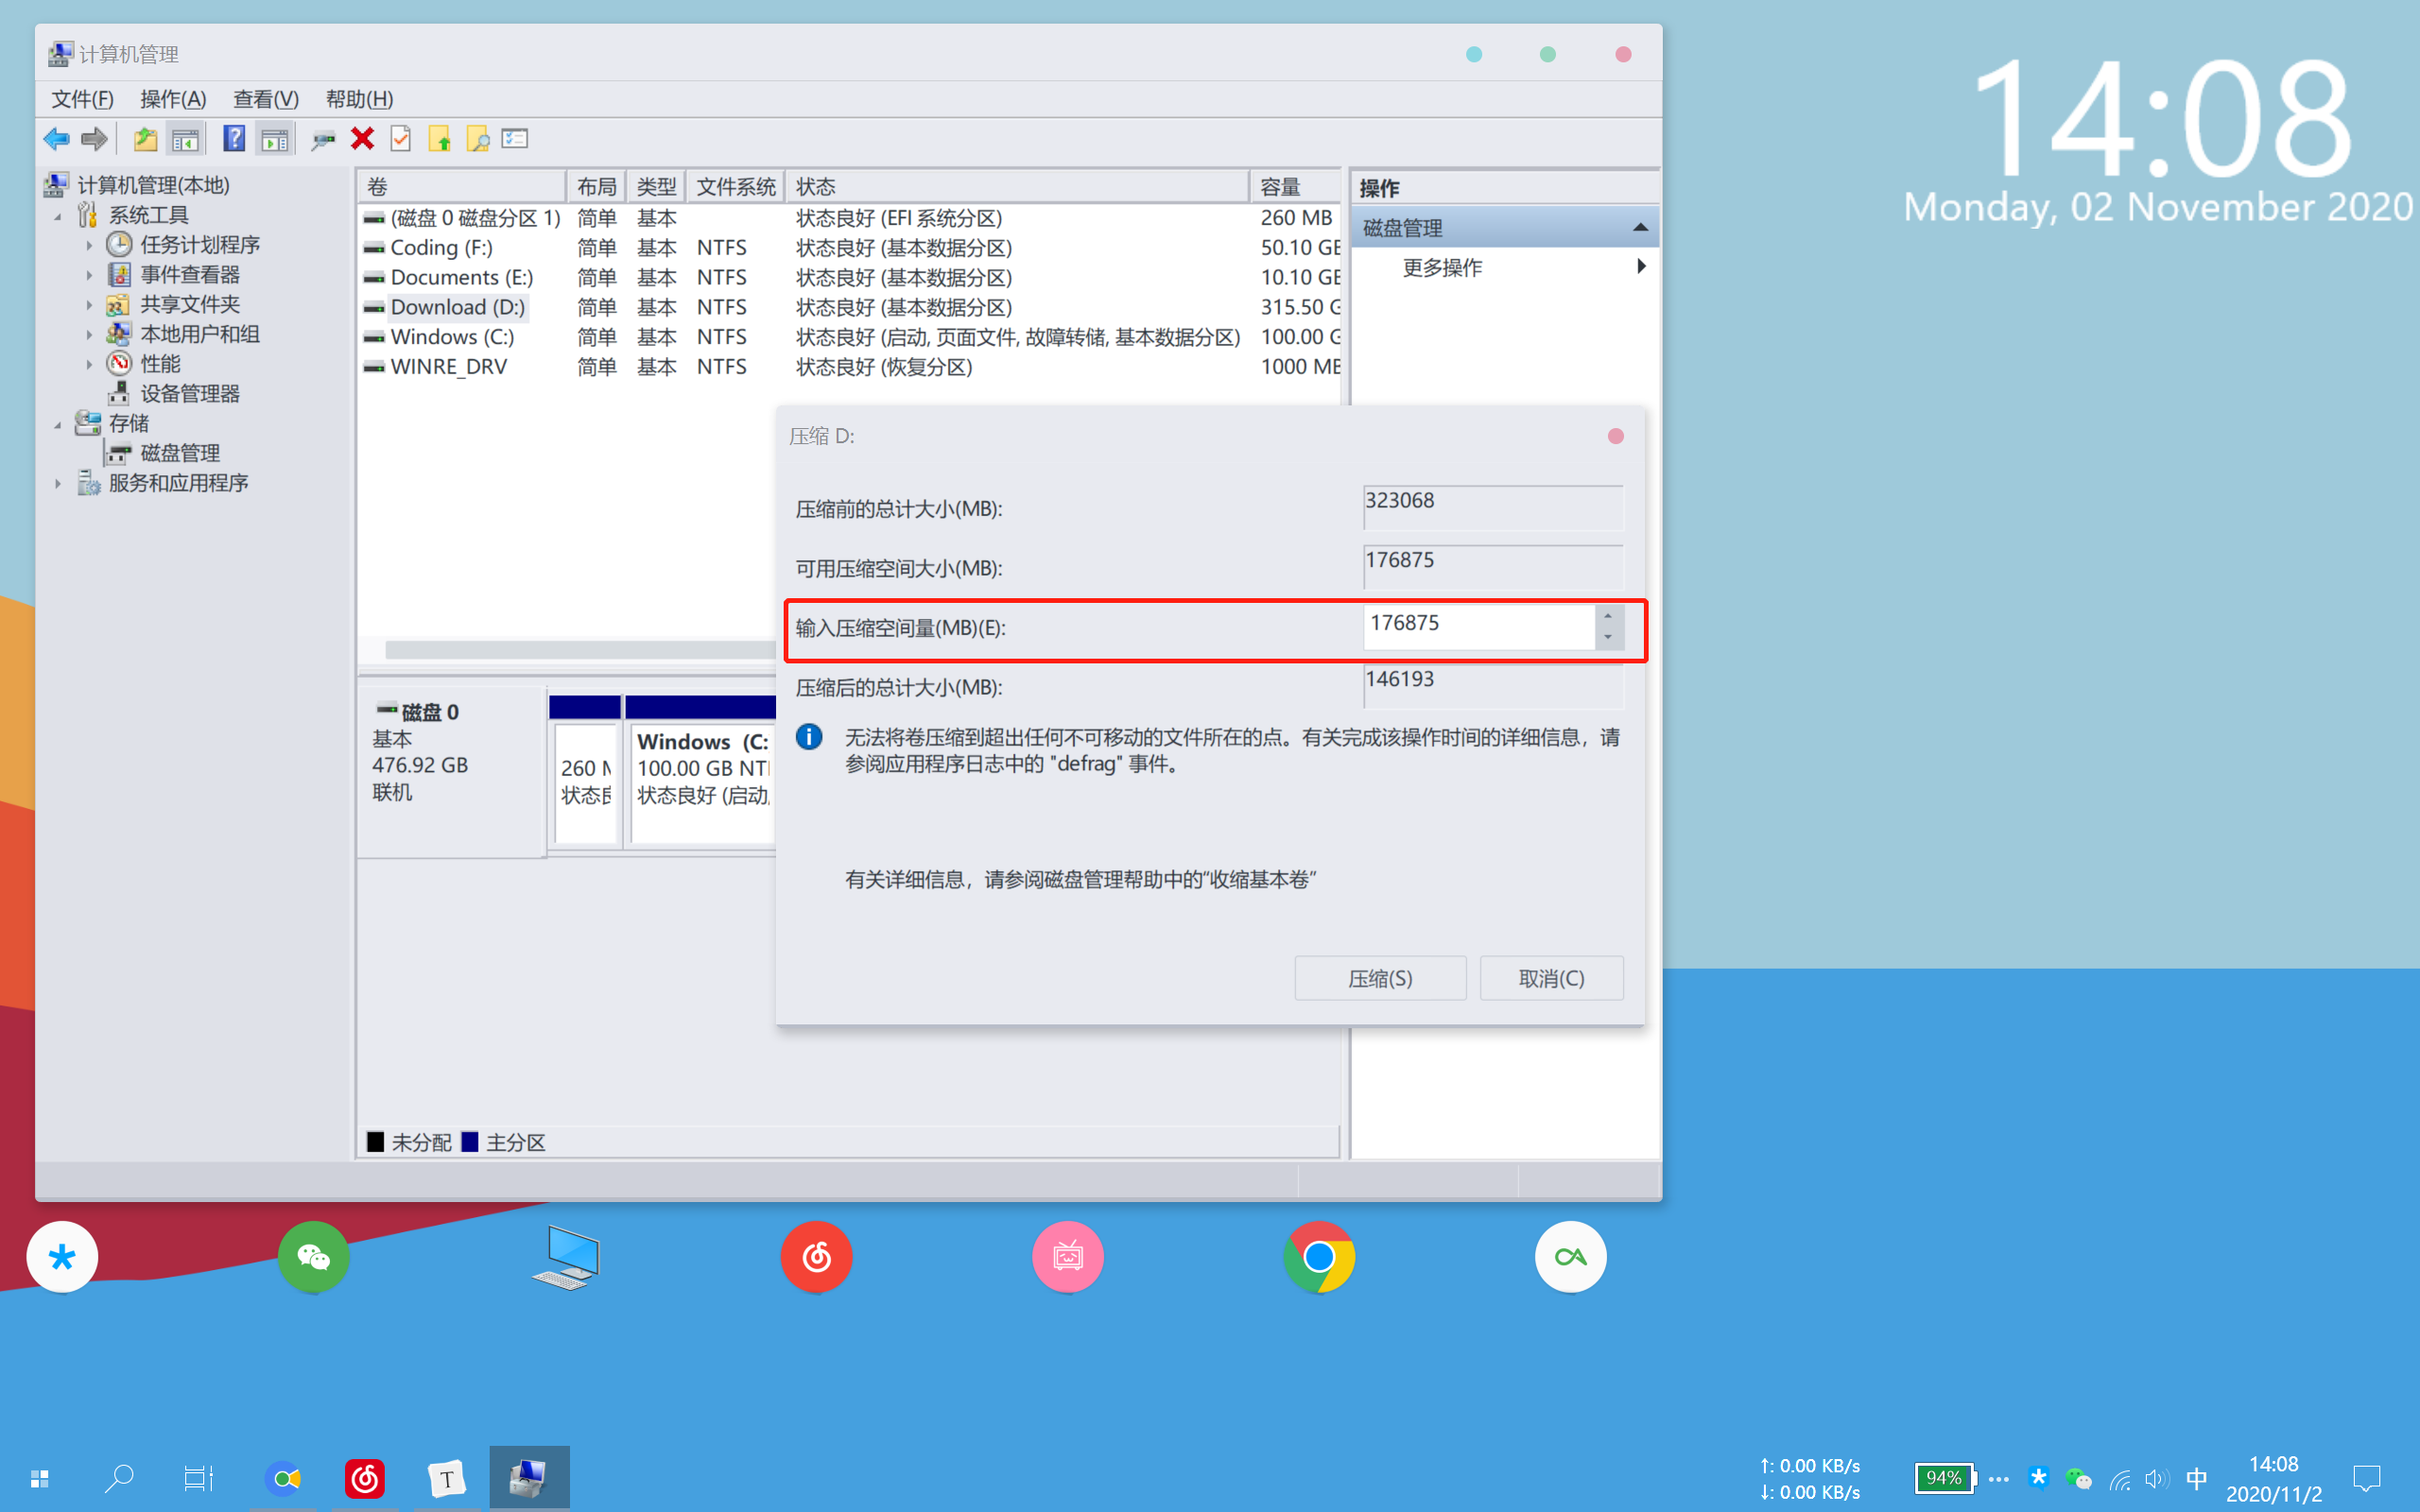 计算机管理
14:08
Monday, 02 November 2020
文件(F) 操作(A) 查看(V) 帮助(H)
计算机管理(本地)
系统工具
任务计划程序
事件查看器
共享文件夹
本地用户和组
性能
设备管理器
存储
磁盘管理
服务和应用程序
卷 布局 类型 文件系统 状态 容量
(磁盘 0 磁盘分区 1) 简单 基本 状态良好 (EFI 系统分区) 260 MB
Coding (F:) 简单 基本 NTFS 状态良好 (基本数据分区) 50.10 GB
Documents (E:) 简单 基本 NTFS 状态良好 (基本数据分区) 10.10 GB
Download (D:) 简单 基本 NTFS 状态良好 (基本数据分区) 315.50 G
Windows (C:) 简单 基本 NTFS 状态良好 (启动, 页面文件, 故障转储, 基本数据分区) 100.00 G
WINRE_DRV 简单 基本 NTFS 状态良好 (恢复分区) 1000 MB
操作
磁盘管理
更多操作
压缩 D:
压缩前的总计大小(MB): 323068
可用压缩空间大小(MB): 176875
输入压缩空间量(MB)(E): 176875
压缩后的总计大小(MB): 146193
无法将卷压缩到超出任何不可移动的文件所在的点。有关完成该操作时间的详细信息，请
参阅应用程序日志中的 "defrag" 事件。
有关详细信息，请参阅磁盘管理帮助中的“收缩基本卷”
压缩(S) 取消(C)
磁盘 0
基本
476.92 GB
联机
260 M
状态良
Windows (C:
100.00 GB NT
状态良好 (启动,
未分配 主分区
T
↑: 0.00 KB/s
↓: 0.00 KB/s
94%
中
14:08
2020/11/2